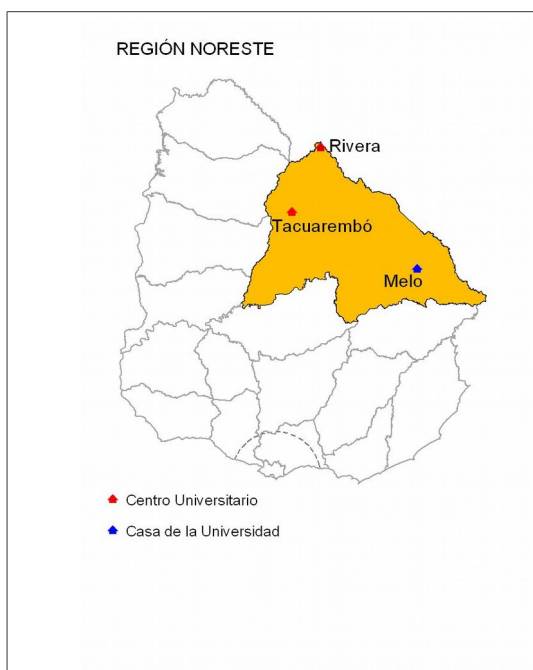 REGIÓN NORESTE
Rivera
Tacuarembó
Melo
Centro Universitario
Casa de la Universidad